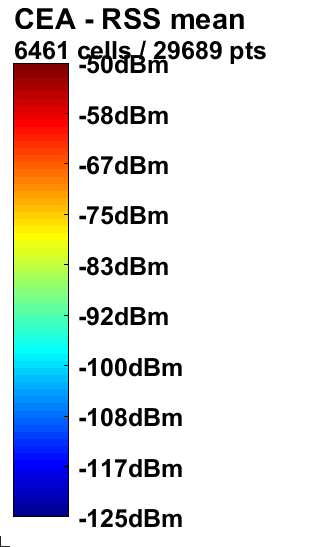 CEA - RSS mean
6461 cells / 29689 pts
-50dBm
-58dBm
-67dBm
-75dBm
-83dBm
-92dBm
-100dBm
-108dBm
-117dBm
-125dBm